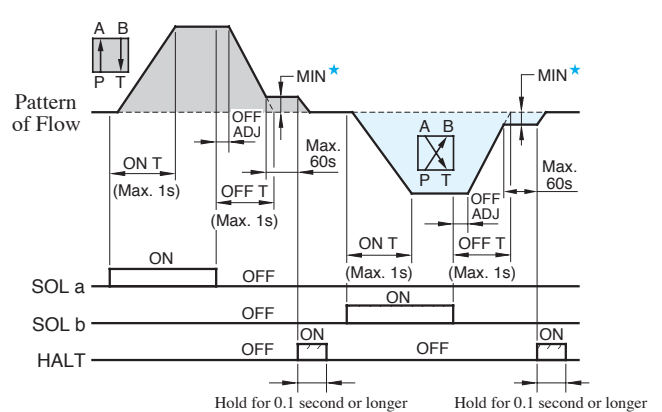 A B
P T
MIN★
MIN★
Pattern
of Flow
OFF
ADJ
A B
P T
ON T
(Max. 1s)
Max.
60s
Max.
60s
OFF T
(Max. 1s)
OFF
ADJ
ON T
(Max. 1s)
OFF T
(Max. 1s)
SOL a
ON
OFF
SOL b
OFF
ON
HALT
OFF
ON
OFF
ON
Hold for 0.1 second or longer
Hold for 0.1 second or longer